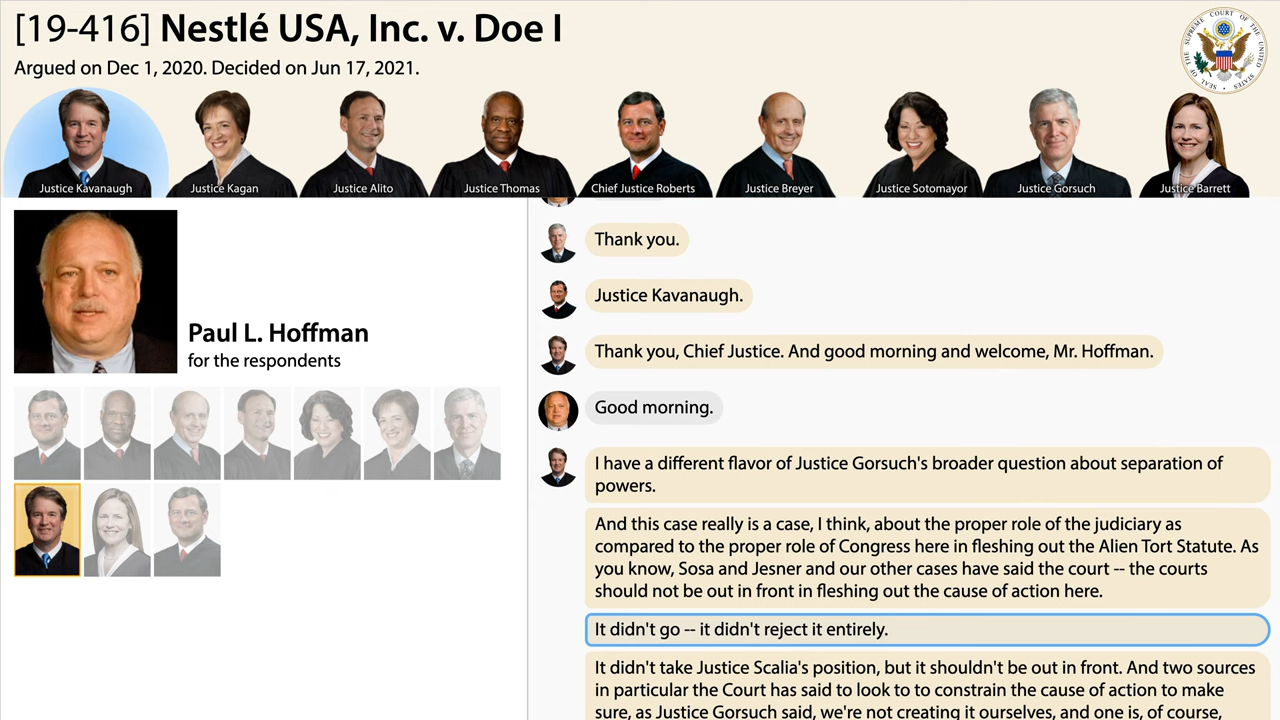 [19-416] Nestlé USA, Inc. v. Doe I
Argued on Dec 1, 2020. Decided on Jun 17, 2021.
SEAL OF THE SUPREME COURT OF THE UNITED STATES
Justice Kavanaugh
Justice Kagan
Justice Alito
Justice Thomas
Chief Justice Roberts
Justice Breyer
Justice Sotomayor
Justice Gorsuch
Justice Barrett
Paul L. Hoffman
for the respondents
Thank you.
Justice Kavanaugh.
Thank you, Chief Justice. And good morning and welcome, Mr. Hoffman.
Good morning.
I have a different flavor of Justice Gorsuch's broader question about separation of
powers.
And this case really is a case, I think, about the proper role of the judiciary as
compared to the proper role of Congress here in fleshing out the Alien Tort Statute. As
you know, Sosa and Jesner and our other cases have said the court -- the courts
should not be out in front in fleshing out the cause of action here.
It didn't go -- it didn't reject it entirely.
It didn't take Justice Scalia's position, but it shouldn't be out in front. And two sources
in particular the Court has said to look to to constrain the cause of action to make
sure, as Justice Gorsuch said, we're not creating it ourselves, and one is, of course,